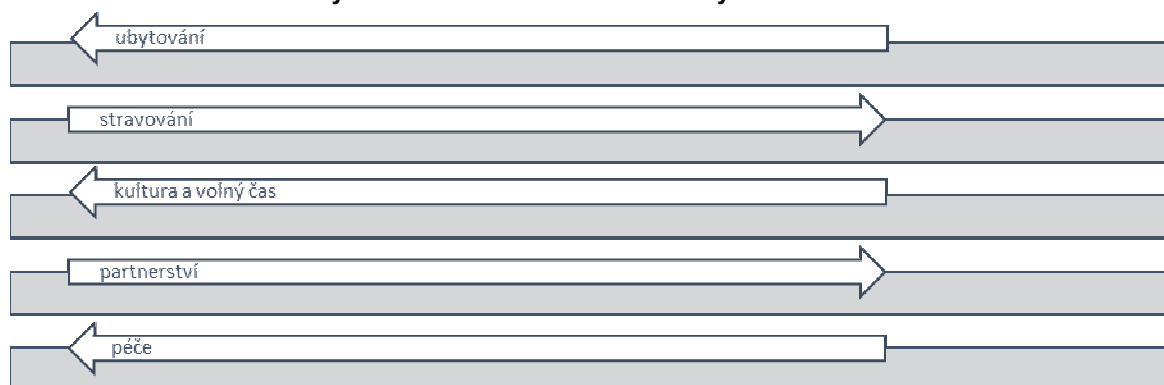 ubytování
stravování
kultura a volný čas
partnerství
péče